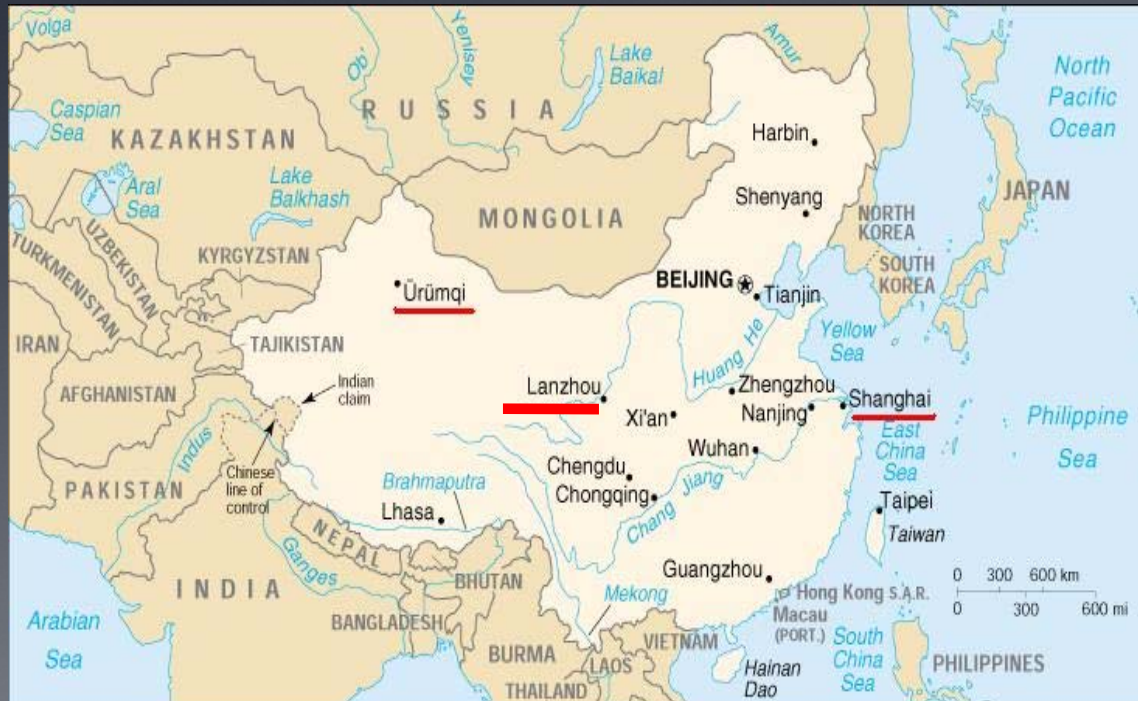 Volga
Ob'
Yenisey
Lake
Baikal
Amur
North
Pacific
Ocean
RUSSIA
Caspian
Sea
KAZAKHSTAN
Harbin
Aral
Sea
Lake
Balkhash
MONGOLIA
Shenyang
JAPAN
NORTH
KOREA
UZBEKISTAN
TURKMENISTAN
KYRGYZSTAN
SOUTH
KOREA
BEIJING
Tianjin
Ürümqi
Huang He
Yellow
Sea
IRAN
TAJIKISTAN
AFGHANISTAN
Indian
claim
Lanzhou
Zhengzhou
Xi'an
Nanjing
Shanghai
Philippine
Sea
East
China
Sea
Indus
Wuhan
Chinese
line of
control
PAKISTAN
Brahmaputra
Chengdu
Chongqing
Chang Jiang
Lhasa
Taipei
Taiwan
NEPAL
Ganges
INDIA
BHUTAN
Guangzhou
0 300 600 km
0 300 600 mi
Mekong
Hong Kong S.A.R.
Macau
(PORT.)
BANGLADESH
Arabian
Sea
BURMA
VIETNAM
LAOS
South
China
Sea
PHILIPPINES
Hainan
Dao
THAILAND